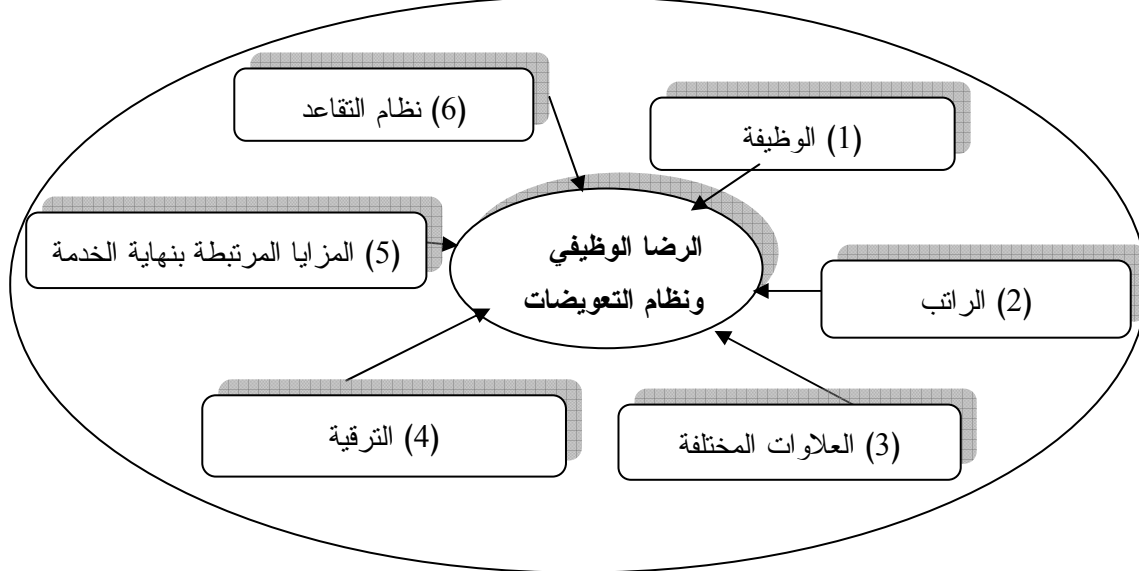 (1) الوظيفة
(2) الراتب
(3) العلاوات المختلفة
(4) الترقية
(5) المزايا المرتبطة بنهاية الخدمة
(6) نظام التقاعد
الرضا الوظيفي
ونظام التعويضات